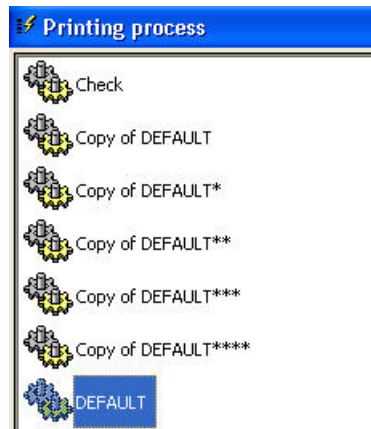 Printing process
Check
Copy of DEFAULT
Copy of DEFAULT*
Copy of DEFAULT**
Copy of DEFAULT***
Copy of DEFAULT****
DEFAULT